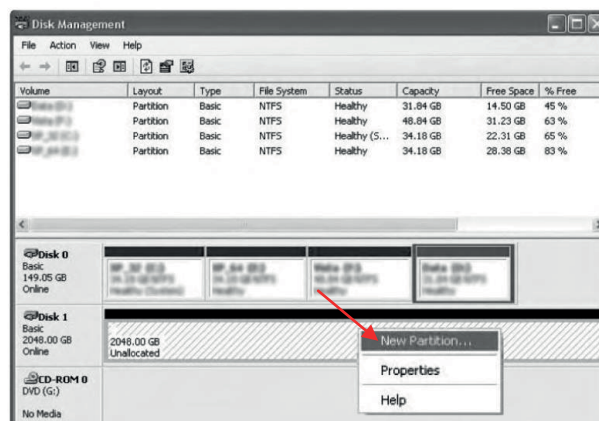 Disk Management
File Action View Help
Volume Layout Type File System Status Capacity Free Space % Free
Partition Basic NTFS Healthy 31.84 GB 14.50 GB 45 %
Partition Basic NTFS Healthy 48.84 GB 31.23 GB 63 %
Partition Basic NTFS Healthy (S... 34.18 GB 22.31 GB 65 %
Partition Basic NTFS Healthy 34.18 GB 28.38 GB 83 %
Disk 0
Basic
149.05 GB
Online
Disk 1
Basic
2048.00 GB
Online
2048.00 GB
Unallocated
New Partition...
Properties
Help
CD-ROM 0
DVD (G:)
No Media